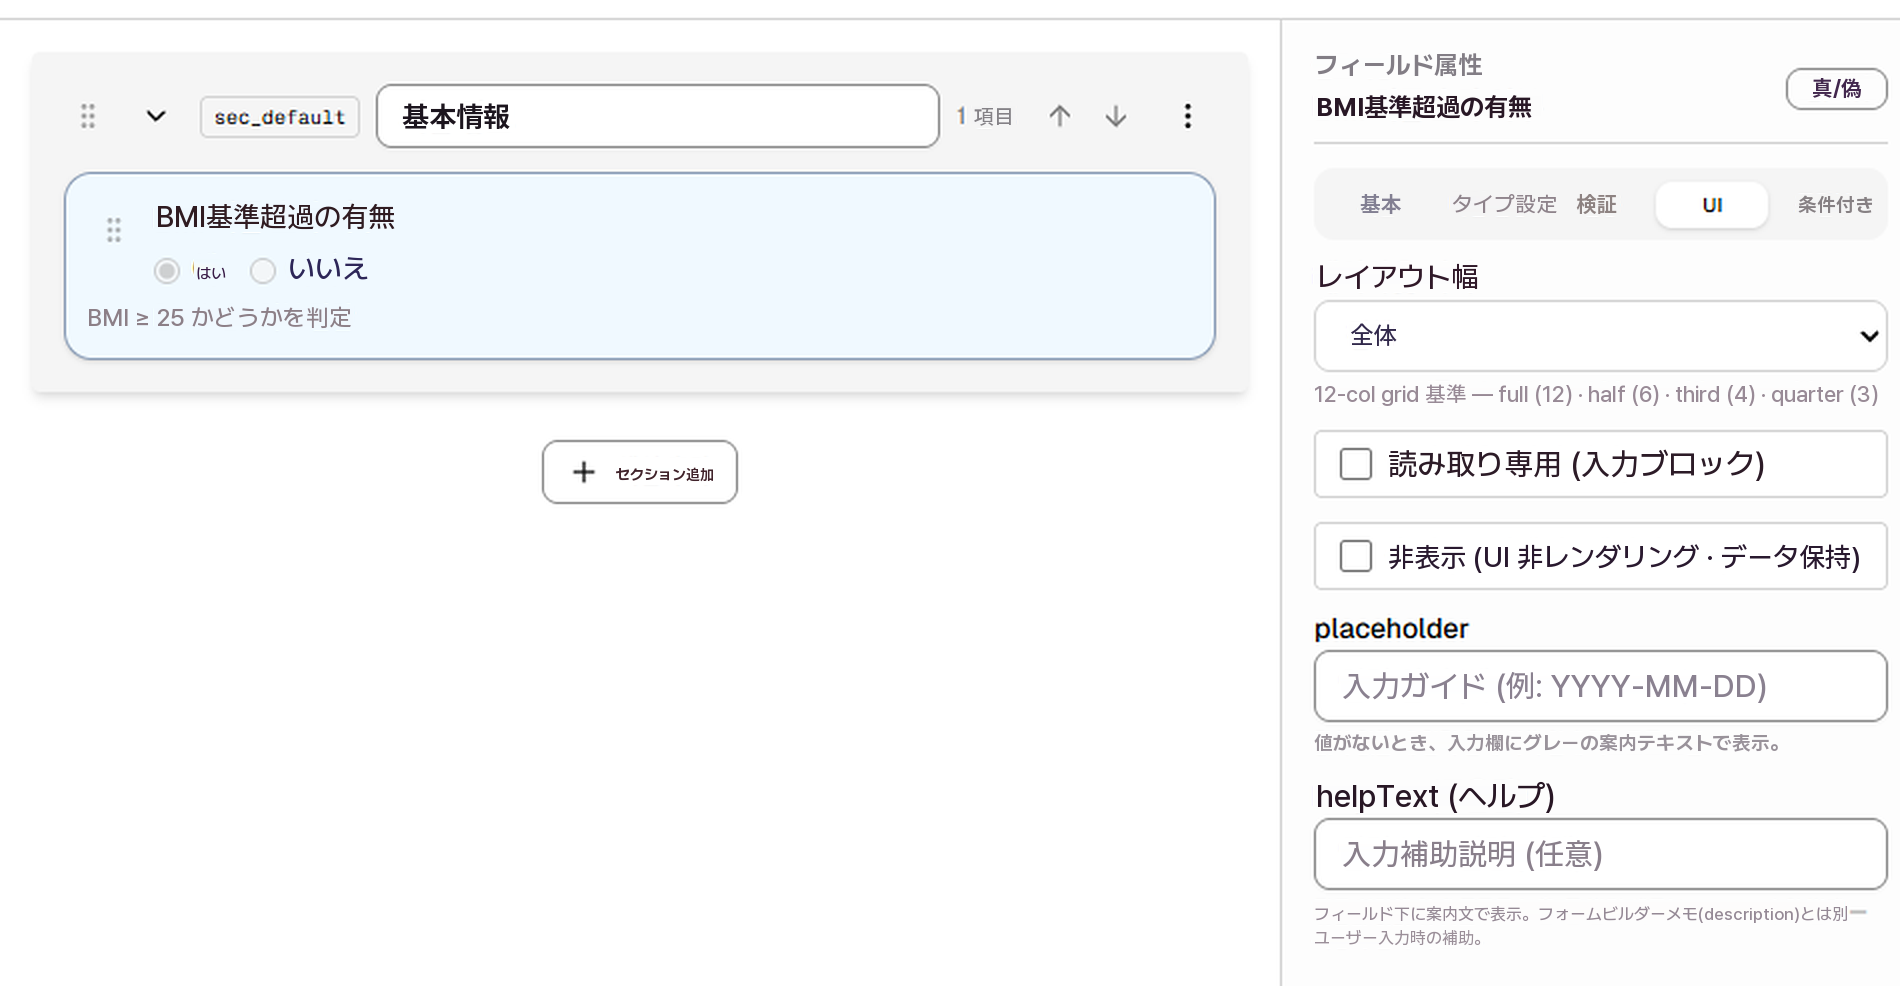 sec_default
基本情報
1 項目
BMI基準超過の有無
はい
いいえ
BMI ≥ 25 かどうかを判定
セクション追加
フィールド属性
BMI基準超過の有無
真/偽
基本 タイプ設定 検証 UI 条件付き
レイアウト幅
全体
12-col grid 基準 — full (12) · half (6) · third (4) · quarter (3)
読み取り専用 (入力ブロック)
非表示 (UI 非レンダリング · データ保持)
placeholder
入力ガイド (例: YYYY-MM-DD)
値がないとき、入力欄にグレーの案内テキストで表示。
helpText (ヘルプ)
入力補助説明 (任意)
フィールド下に案内文で表示。フォームビルダーメモ(description)とは別ー
ユーザー入力時の補助。